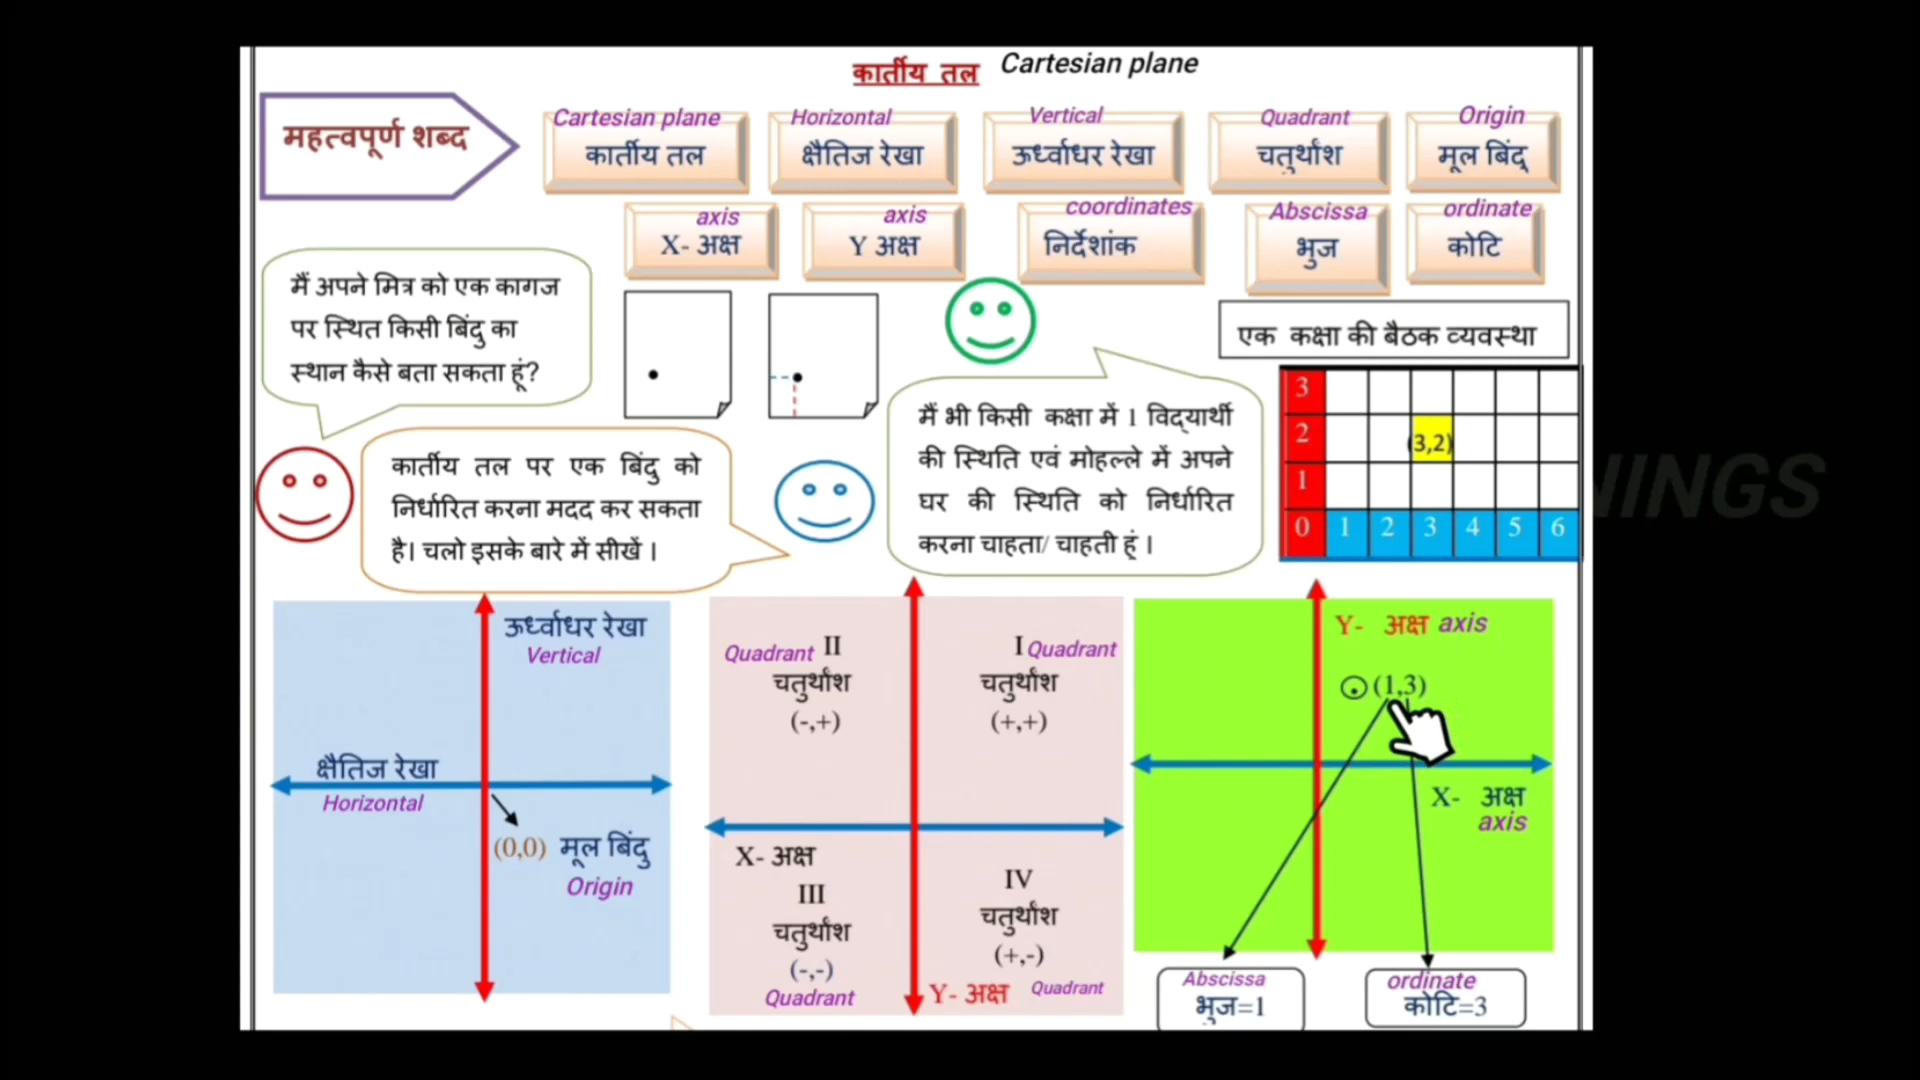 कार्तीय तल Cartesian plane
महत्वपूर्ण शब्द
Cartesian plane
कार्तीय तल
Horizontal
क्षैतिज रेखा
Vertical
ऊर्ध्वाधर रेखा
Quadrant
चतुर्थांश
Origin
मूल बिंदु
axis
X- अक्ष
axis
Y अक्ष
coordinates
निर्देशांक
Abscissa
भुज
ordinate
कोटि
मैं अपने मित्र को एक कागज
पर स्थित किसी बिंदु का
स्थान कैसे बता सकता हूं?
कार्तीय तल पर एक बिंदु को
निर्धारित करना मदद कर सकता
है। चलो इसके बारे में सीखें ।
मैं भी किसी कक्षा में 1 विद्यार्थी
की स्थिति एवं मोहल्ले में अपने
घर की स्थिति को निर्धारित
करना चाहता/ चाहती हूं ।
एक कक्षा की बैठक व्यवस्था
3
2 (3,2)
1
0 1 2 3 4 5 6
NINGS
ऊर्ध्वाधर रेखा
Vertical
क्षैतिज रेखा
Horizontal
(0,0) मूल बिंदु
Origin
Quadrant II
चतुर्थांश
(-,+)
I Quadrant
चतुर्थांश
(+,+)
X- अक्ष
III
चतुर्थांश
(-,-)
Quadrant
IV
चतुर्थांश
(+,-)
Y- अक्ष Quadrant
Y- अक्ष axis
(1,3)
X- अक्ष
axis
Abscissa
भुज=1
ordinate
कोटि=3